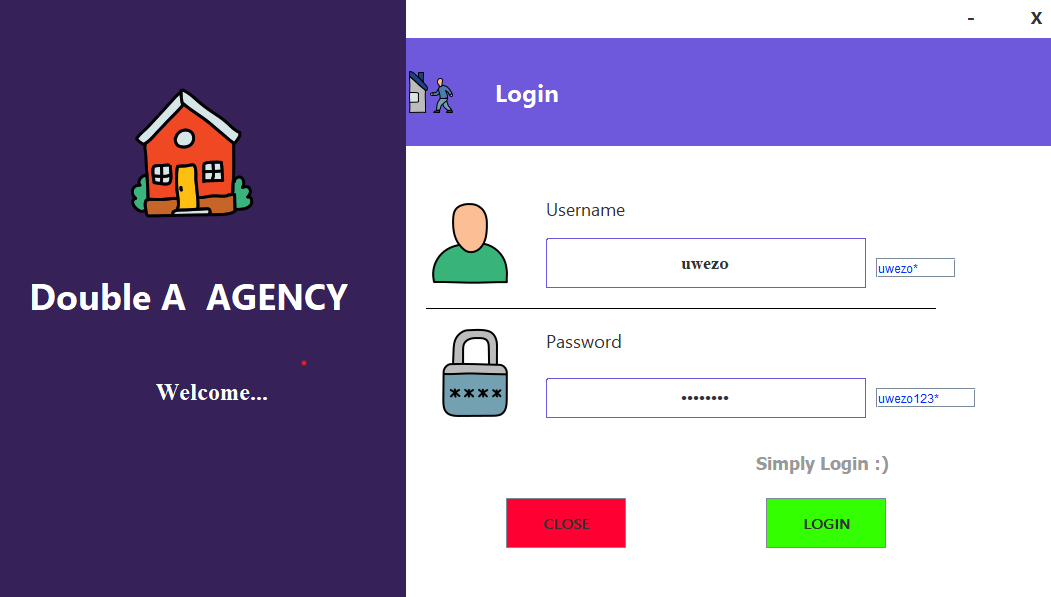 - X
Login
Username
uwezo
uwezo*
Double A  AGENCY
Password
Welcome...
****
••••••••
uwezo123*
Simply Login :)
CLOSE
LOGIN